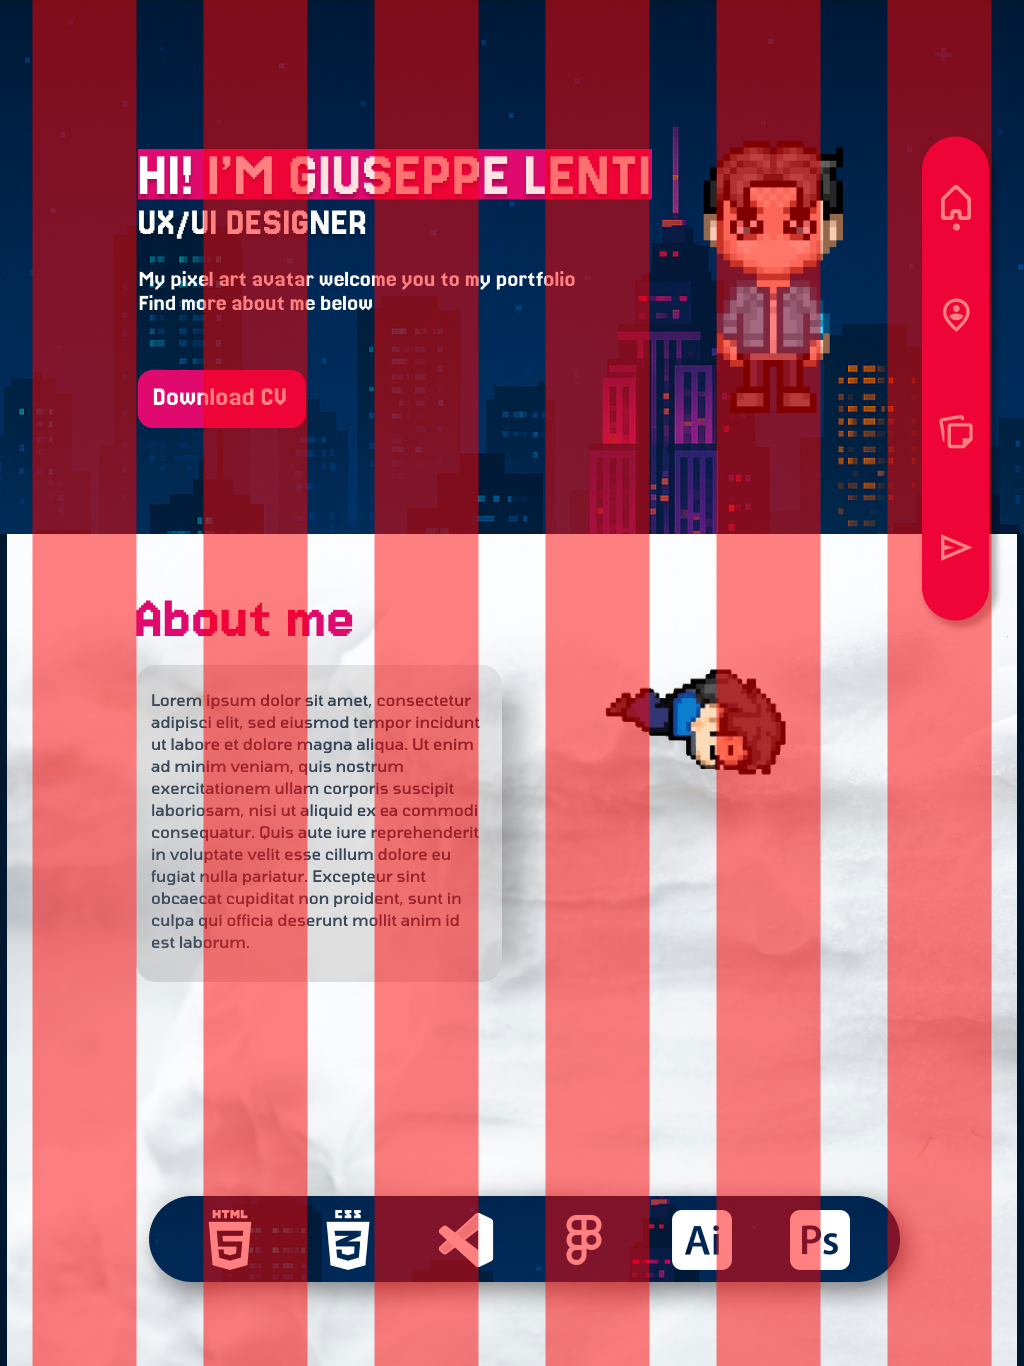 HI! I'M GIUSEPPE LENTI
UX/UI DESIGNER
My pixel art avatar welcome you to my portfolio
Find more about me below
Download CV
About me
Lorem ipsum dolor sit amet, consectetur
adipisci elit, sed eiusmod tempor incidunt
ut labore et dolore magna aliqua. Ut enim
ad minim veniam, quis nostrum
exercitationem ullam corporis suscipit
laboriosam, nisi ut aliquid ex ea commodi
consequatur. Quis aute iure reprehenderit
in voluptate velit esse cillum dolore eu
fugiat nulla pariatur. Excepteur sint
obcaecat cupiditat non proident, sunt in
culpa qui officia deserunt mollit anim id
est laborum.
HTML 5 CSS 3 Ai Ps